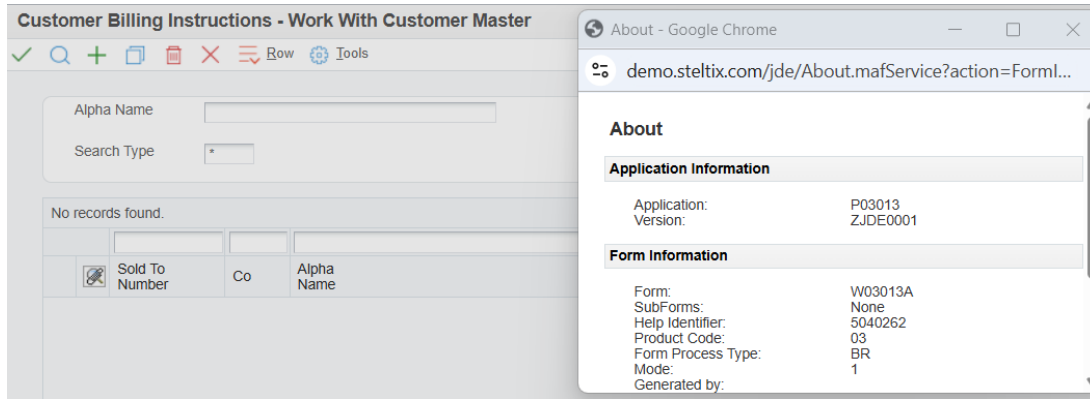 Customer Billing Instructions - Work With Customer Master
Row Tools
Alpha Name
Search Type *
No records found.
Sold To Number Co Alpha Name
About - Google Chrome
demo.steltix.com/jde/About.mafService?action=FormI...
About
Application Information
Application: P03013
Version: ZJDE0001
Form Information
Form: W03013A
SubForms: None
Help Identifier: 5040262
Product Code: 03
Form Process Type: BR
Mode: 1
Generated by: